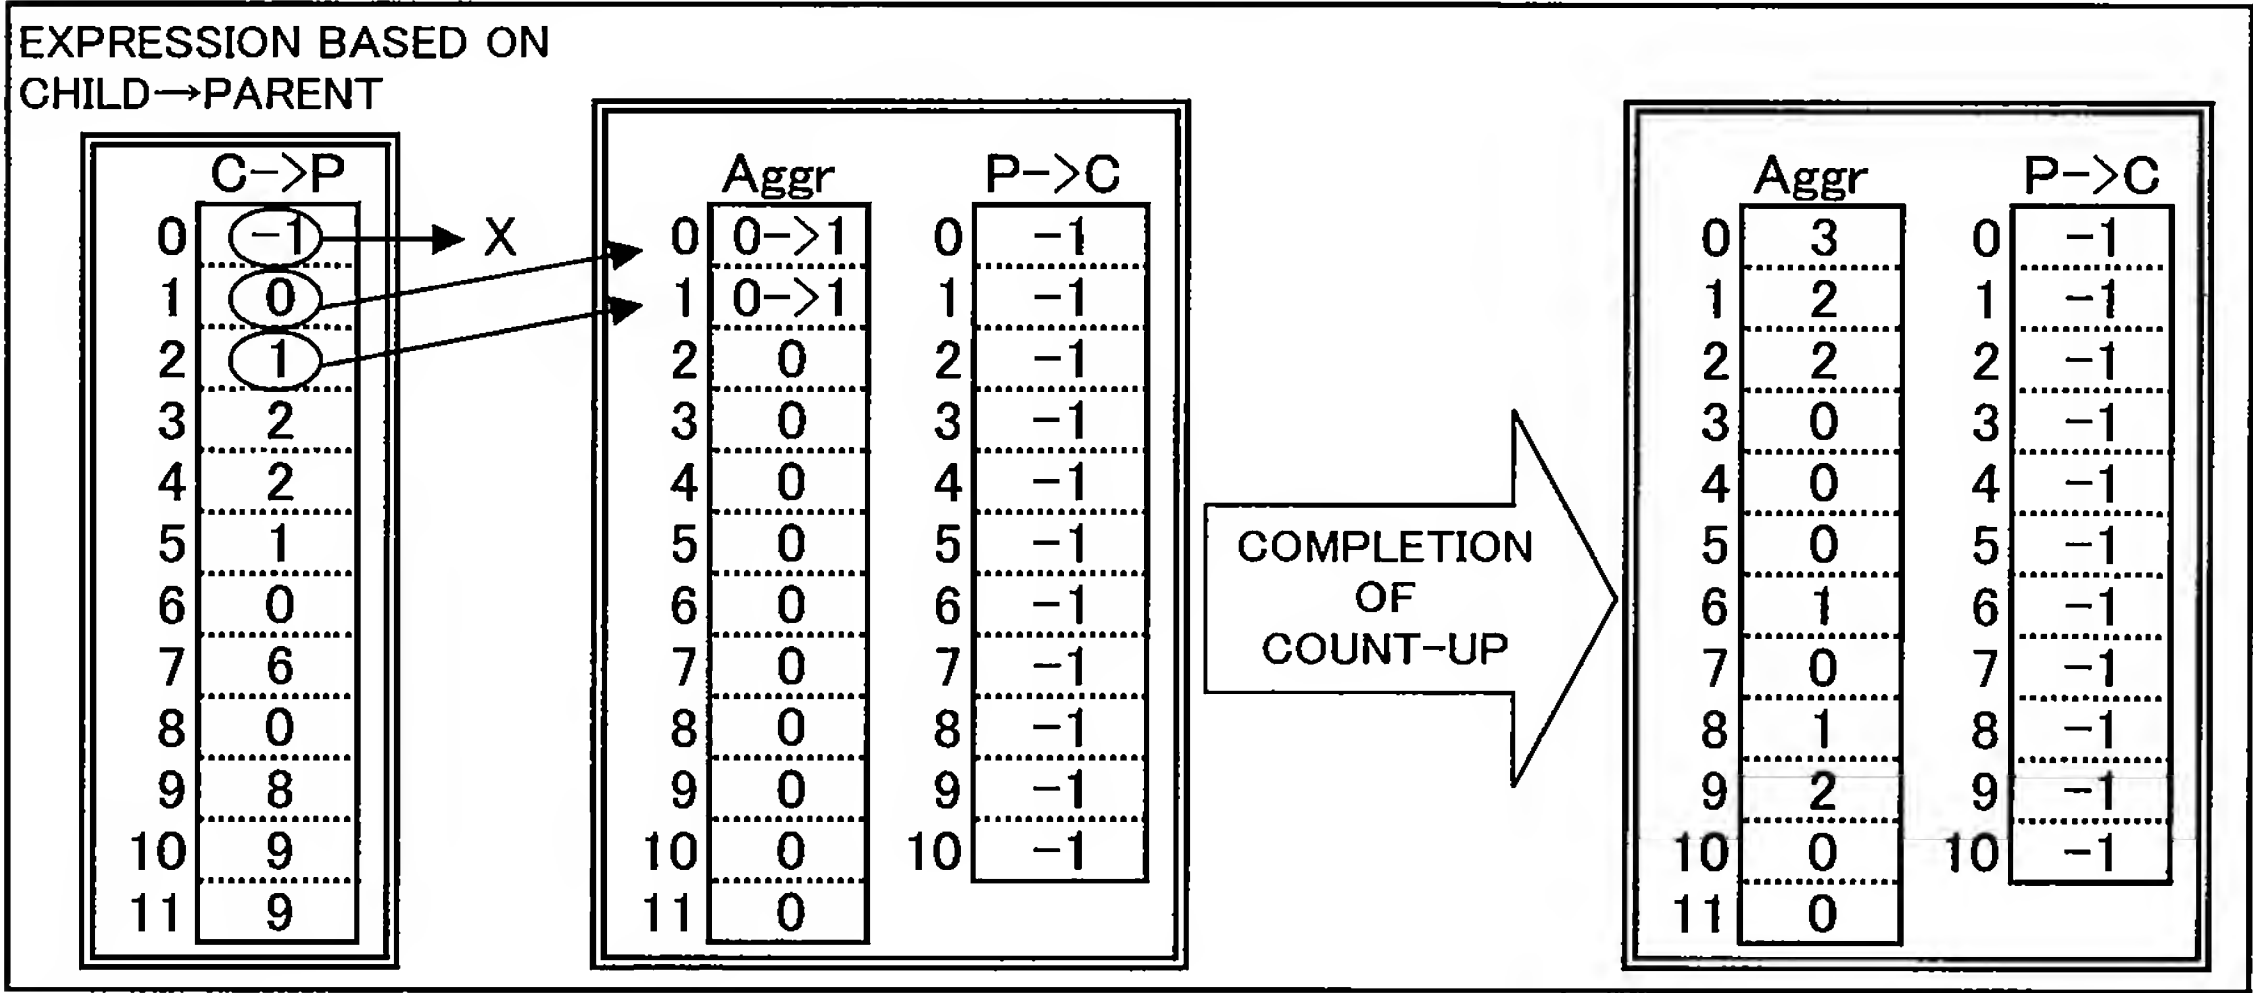 EXPRESSION BASED ON
CHILD→PARENT
C->P
0 -1 X
1 0
2 1
3 2
4 2
5 1
6 0
7 6
8 0
9 8
10 9
11 9
Aggr P->C
0 0->1 0 -1
1 0->1 1 -1
2 0 2 -1
3 0 3 -1
4 0 4 -1
5 0 5 -1
6 0 6 -1
7 0 7 -1
8 0 8 -1
9 0 9 -1
10 0 10 -1
11 0
COMPLETION
OF
COUNT-UP
Aggr P->C
0 3 0 -1
1 2 1 -1
2 2 2 -1
3 0 3 -1
4 0 4 -1
5 0 5 -1
6 1 6 -1
7 0 7 -1
8 1 8 -1
9 2 9 -1
10 0 10 -1
11 0